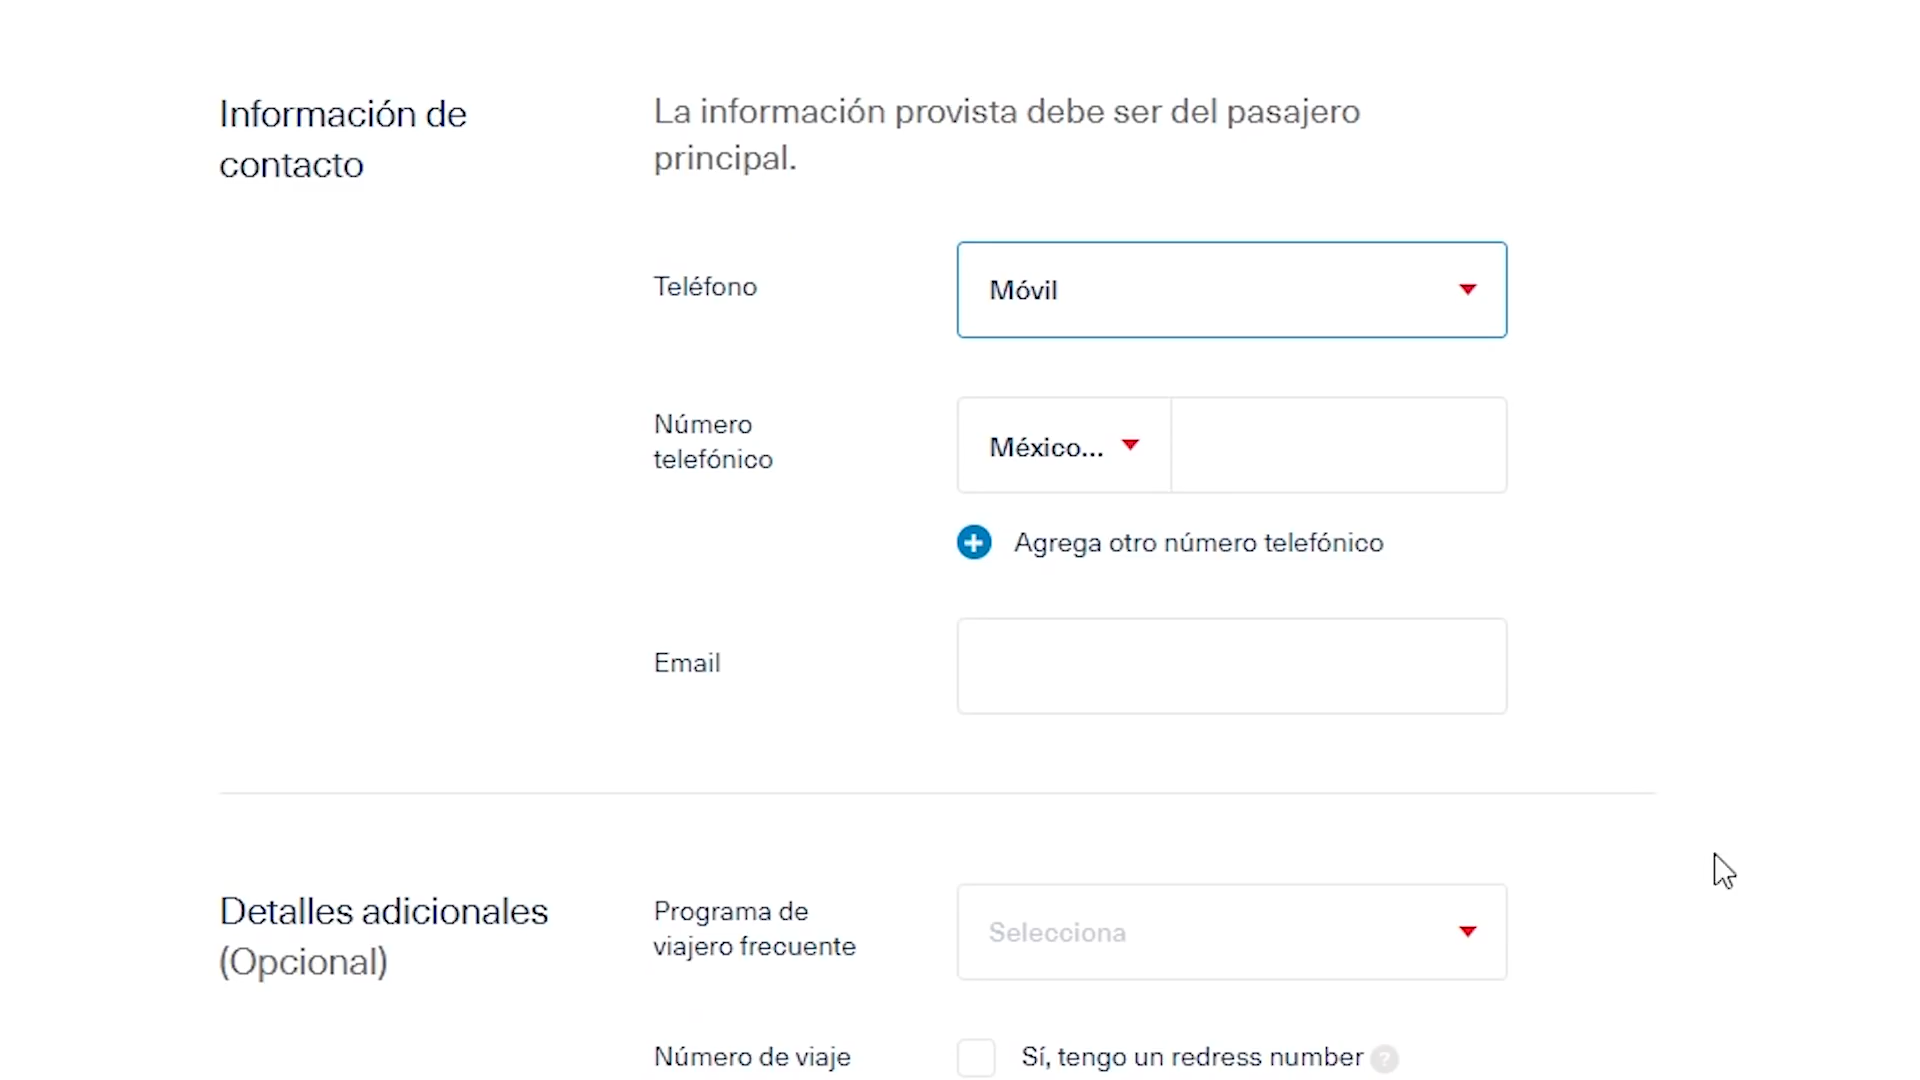 Información de
contacto
La información provista debe ser del pasajero
principal.
Teléfono
Móvil
Número
telefónico
México...
Agrega otro número telefónico
Email
Detalles adicionales
(Opcional)
Programa de
viajero frecuente
Selecciona
Número de viaje
Sí, tengo un redress number ?